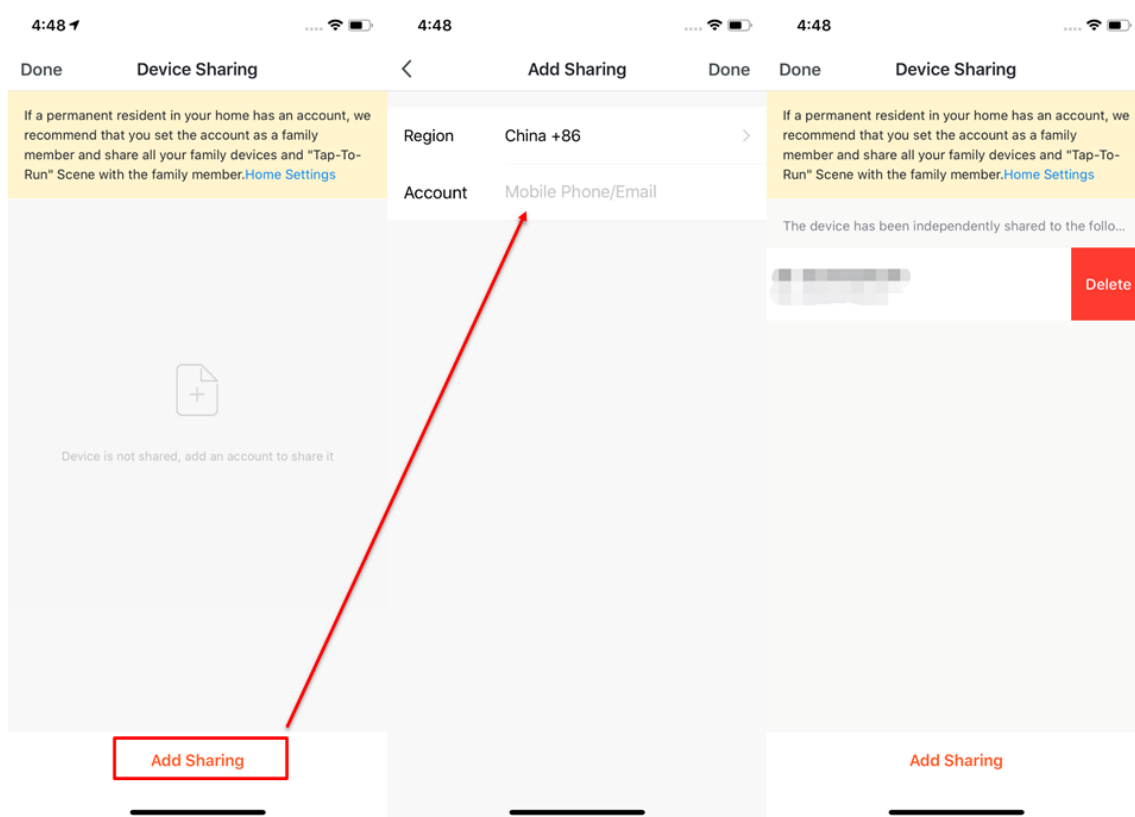 4:48
Done
Device Sharing
If a permanent resident in your home has an account, we
recommend that you set the account as a family
member and share all your family devices and "Tap-To-
Run" Scene with the family member.Home Settings
Device is not shared, add an account to share it
Add Sharing
4:48
Add Sharing
Done
Region
China +86
Account
Mobile Phone/Email
4:48
Done
Device Sharing
If a permanent resident in your home has an account, we
recommend that you set the account as a family
member and share all your family devices and "Tap-To-
Run" Scene with the family member.Home Settings
The device has been independently shared to the follo...
Delete
Add Sharing